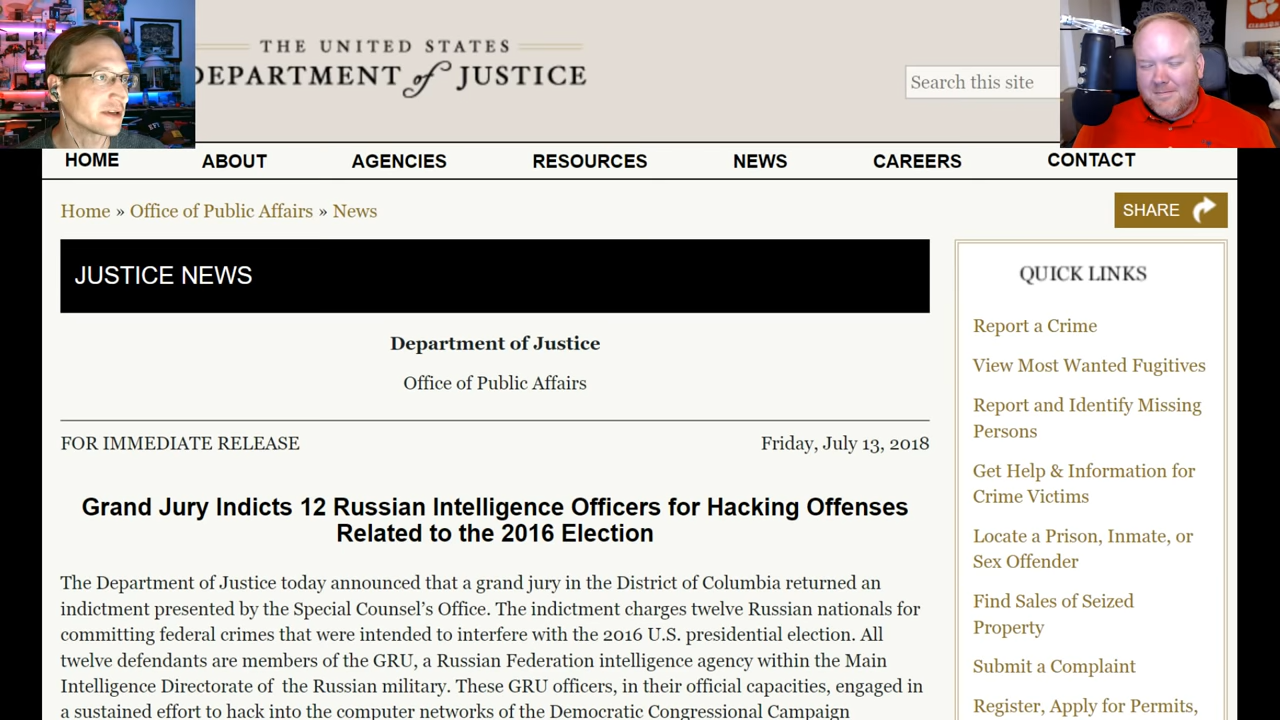 THE UNITED STATES
DEPARTMENT of JUSTICE
Search this site
HOME ABOUT AGENCIES RESOURCES NEWS CAREERS CONTACT
Home » Office of Public Affairs » News
SHARE
JUSTICE NEWS
Department of Justice
Office of Public Affairs
FOR IMMEDIATE RELEASE Friday, July 13, 2018
Grand Jury Indicts 12 Russian Intelligence Officers for Hacking Offenses
Related to the 2016 Election
The Department of Justice today announced that a grand jury in the District of Columbia returned an
indictment presented by the Special Counsel's Office. The indictment charges twelve Russian nationals for
committing federal crimes that were intended to interfere with the 2016 U.S. presidential election. All
twelve defendants are members of the GRU, a Russian Federation intelligence agency within the Main
Intelligence Directorate of the Russian military. These GRU officers, in their official capacities, engaged in
a sustained effort to hack into the computer networks of the Democratic Congressional Campaign
QUICK LINKS
Report a Crime
View Most Wanted Fugitives
Report and Identify Missing
Persons
Get Help & Information for
Crime Victims
Locate a Prison, Inmate, or
Sex Offender
Find Sales of Seized
Property
Submit a Complaint
Register, Apply for Permits,